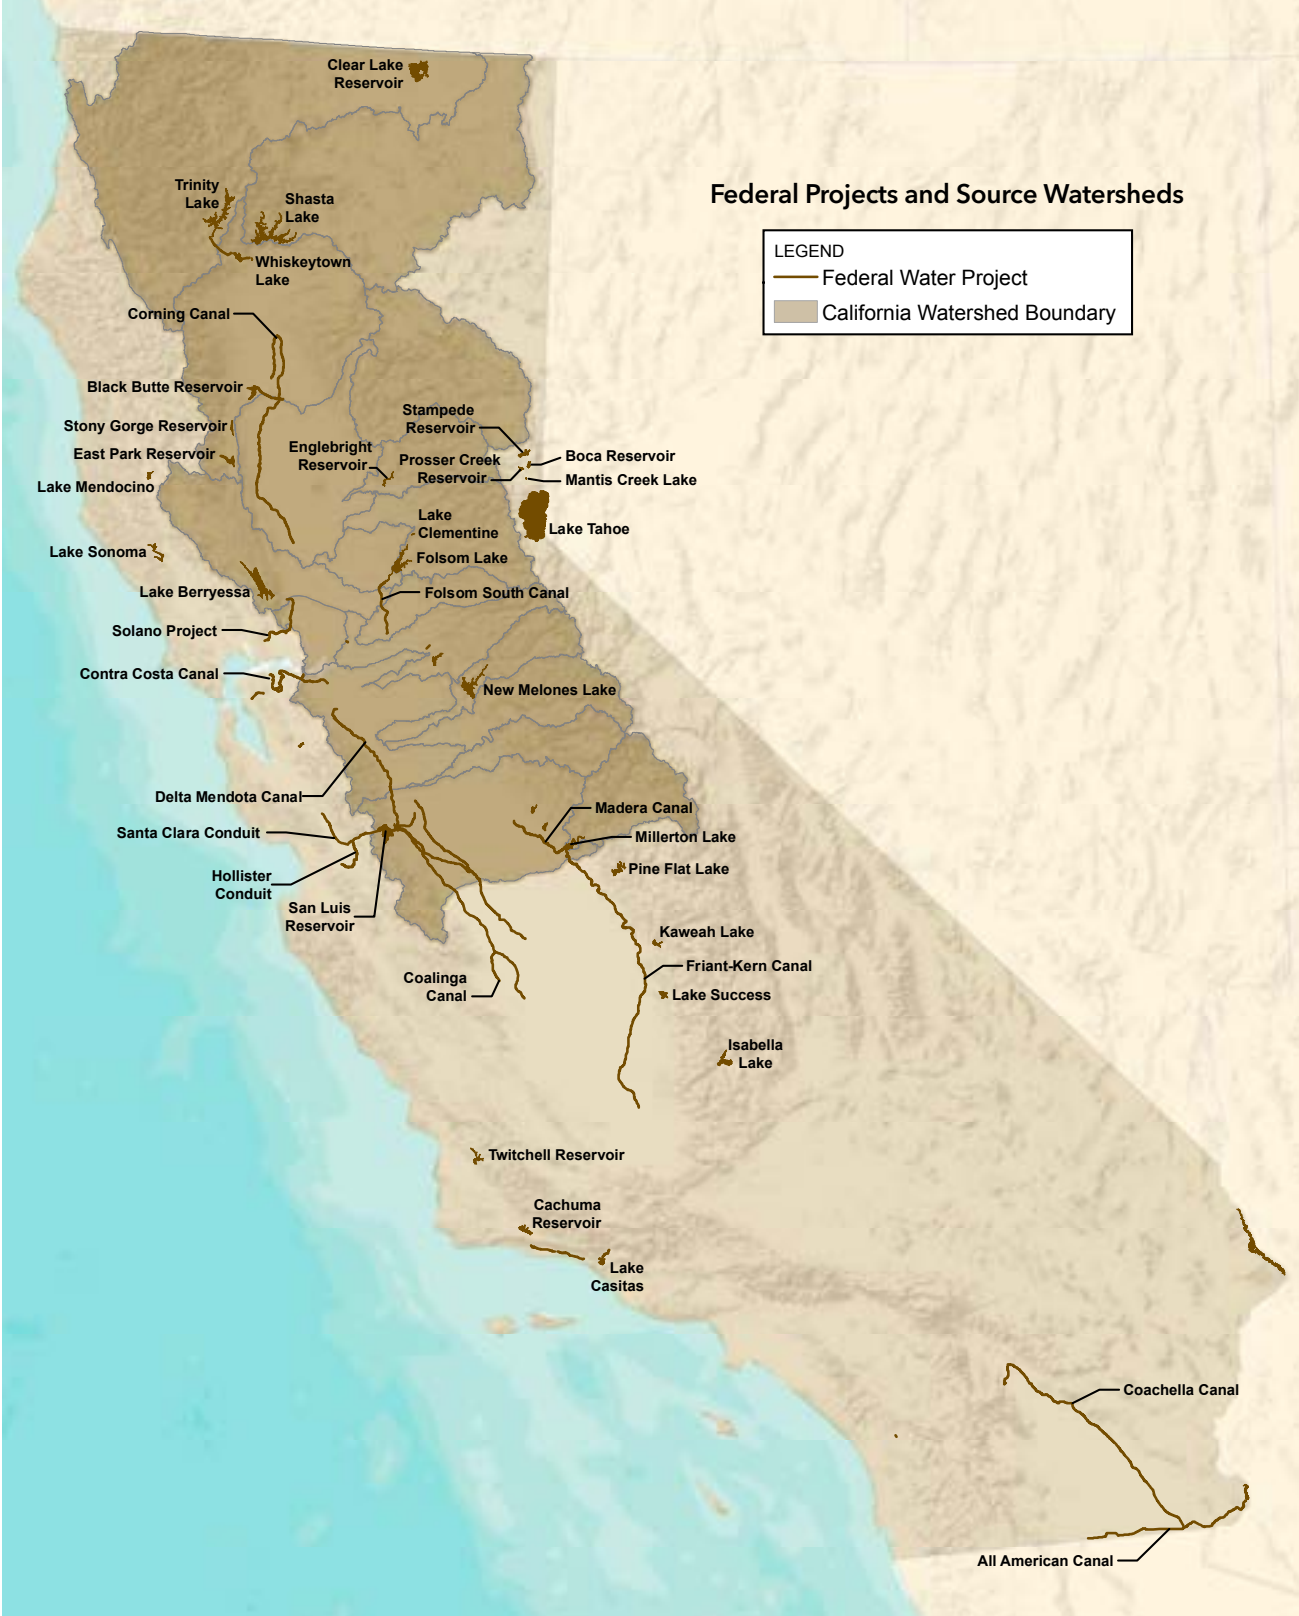 Clear Lake
Reservoir
Trinity
Lake
Shasta
Lake
Federal Projects and Source Watersheds
LEGEND
Federal Water Project
California Watershed Boundary
Whiskeytown
Lake
Corning Canal
Black Butte Reservoir
Stampede
Reservoir
Stony Gorge Reservoir
Englebright
Reservoir
East Park Reservoir
Prosser Creek
Reservoir
Boca Reservoir
Mantis Creek Lake
Lake Mendocino
Lake
Clementine
Lake Tahoe
Lake Sonoma
Folsom Lake
Lake Berryessa
Folsom South Canal
Solano Project
Contra Costa Canal
New Melones Lake
Delta Mendota Canal
Madera Canal
Santa Clara Conduit
Millerton Lake
Pine Flat Lake
Hollister
Conduit
San Luis
Reservoir
Kaweah Lake
Friant-Kern Canal
Coalinga
Canal
Lake Success
Isabella
Lake
Twitchell Reservoir
Cachuma
Reservoir
Lake
Casitas
Coachella Canal
All American Canal